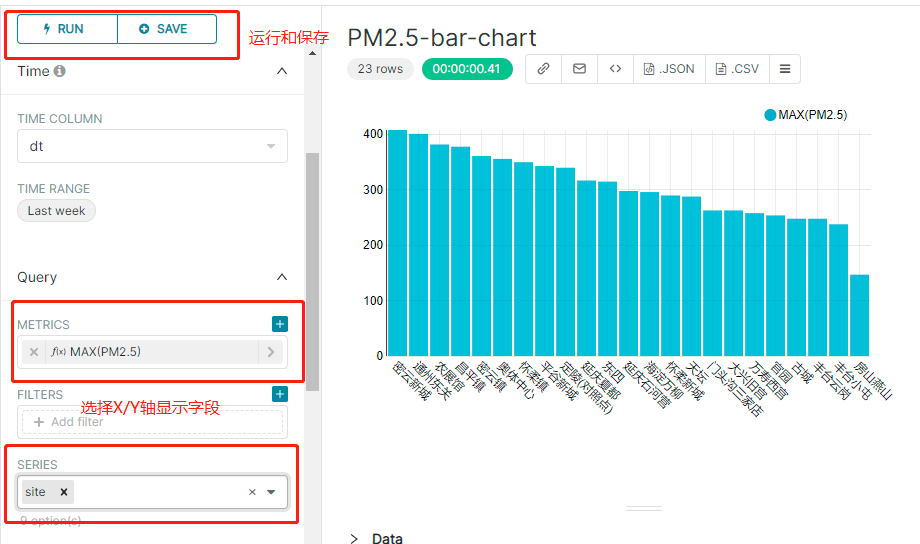 RUN
SAVE
运行和保存
Time
TIME COLUMN
dt
TIME RANGE
Last week
Query
METRICS
f(x) MAX(PM2.5)
FILTERS
Add filter
选择X/Y轴显示字段
SERIES
site
9 option(s)
PM2.5-bar-chart
23 rows
00:00:00.41
.JSON
.CSV
MAX(PM2.5)
400
300
200
100
0
密云新城
通州东关
农展馆
昌平镇
密云镇
奥体中心
怀柔镇
平谷新城
定陵(对照点)
延庆夏都
东四
延庆石河营
海淀万柳
怀柔新城
天坛
门头沟三家店
大兴旧宫
万寿西宫
官园
古城
丰台云岗
丰台小屯
房山燕山
Data